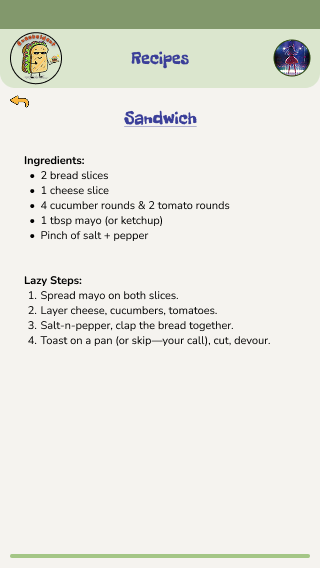 Recipes
Sandwich
Ingredients:
• 2 bread slices
• 1 cheese slice
• 4 cucumber rounds & 2 tomato rounds
• 1 tbsp mayo (or ketchup)
• Pinch of salt + pepper
Lazy Steps:
1. Spread mayo on both slices.
2. Layer cheese, cucumbers, tomatoes.
3. Salt-n-pepper, clap the bread together.
4. Toast on a pan (or skip—your call), cut, devour.